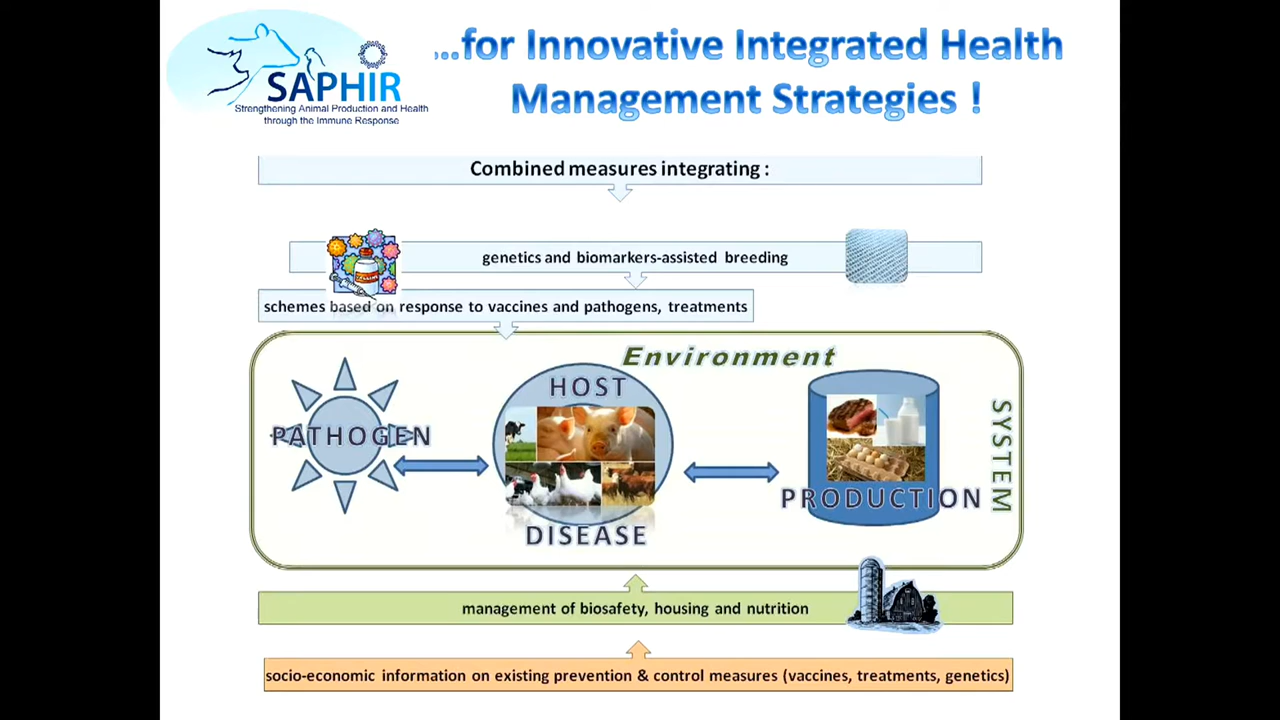 ...for Innovative Integrated Health
Management Strategies !
SAPHIR
Strengthening Animal Production and Health
through the Immune Response
Combined measures integrating :
genetics and biomarkers-assisted breeding
schemes based on response to vaccines and pathogens, treatments
Environment
HOST
PATHOGEN
SYSTEM
PRODUCTION
DISEASE
management of biosafety, housing and nutrition
socio-economic information on existing prevention & control measures (vaccines, treatments, genetics)